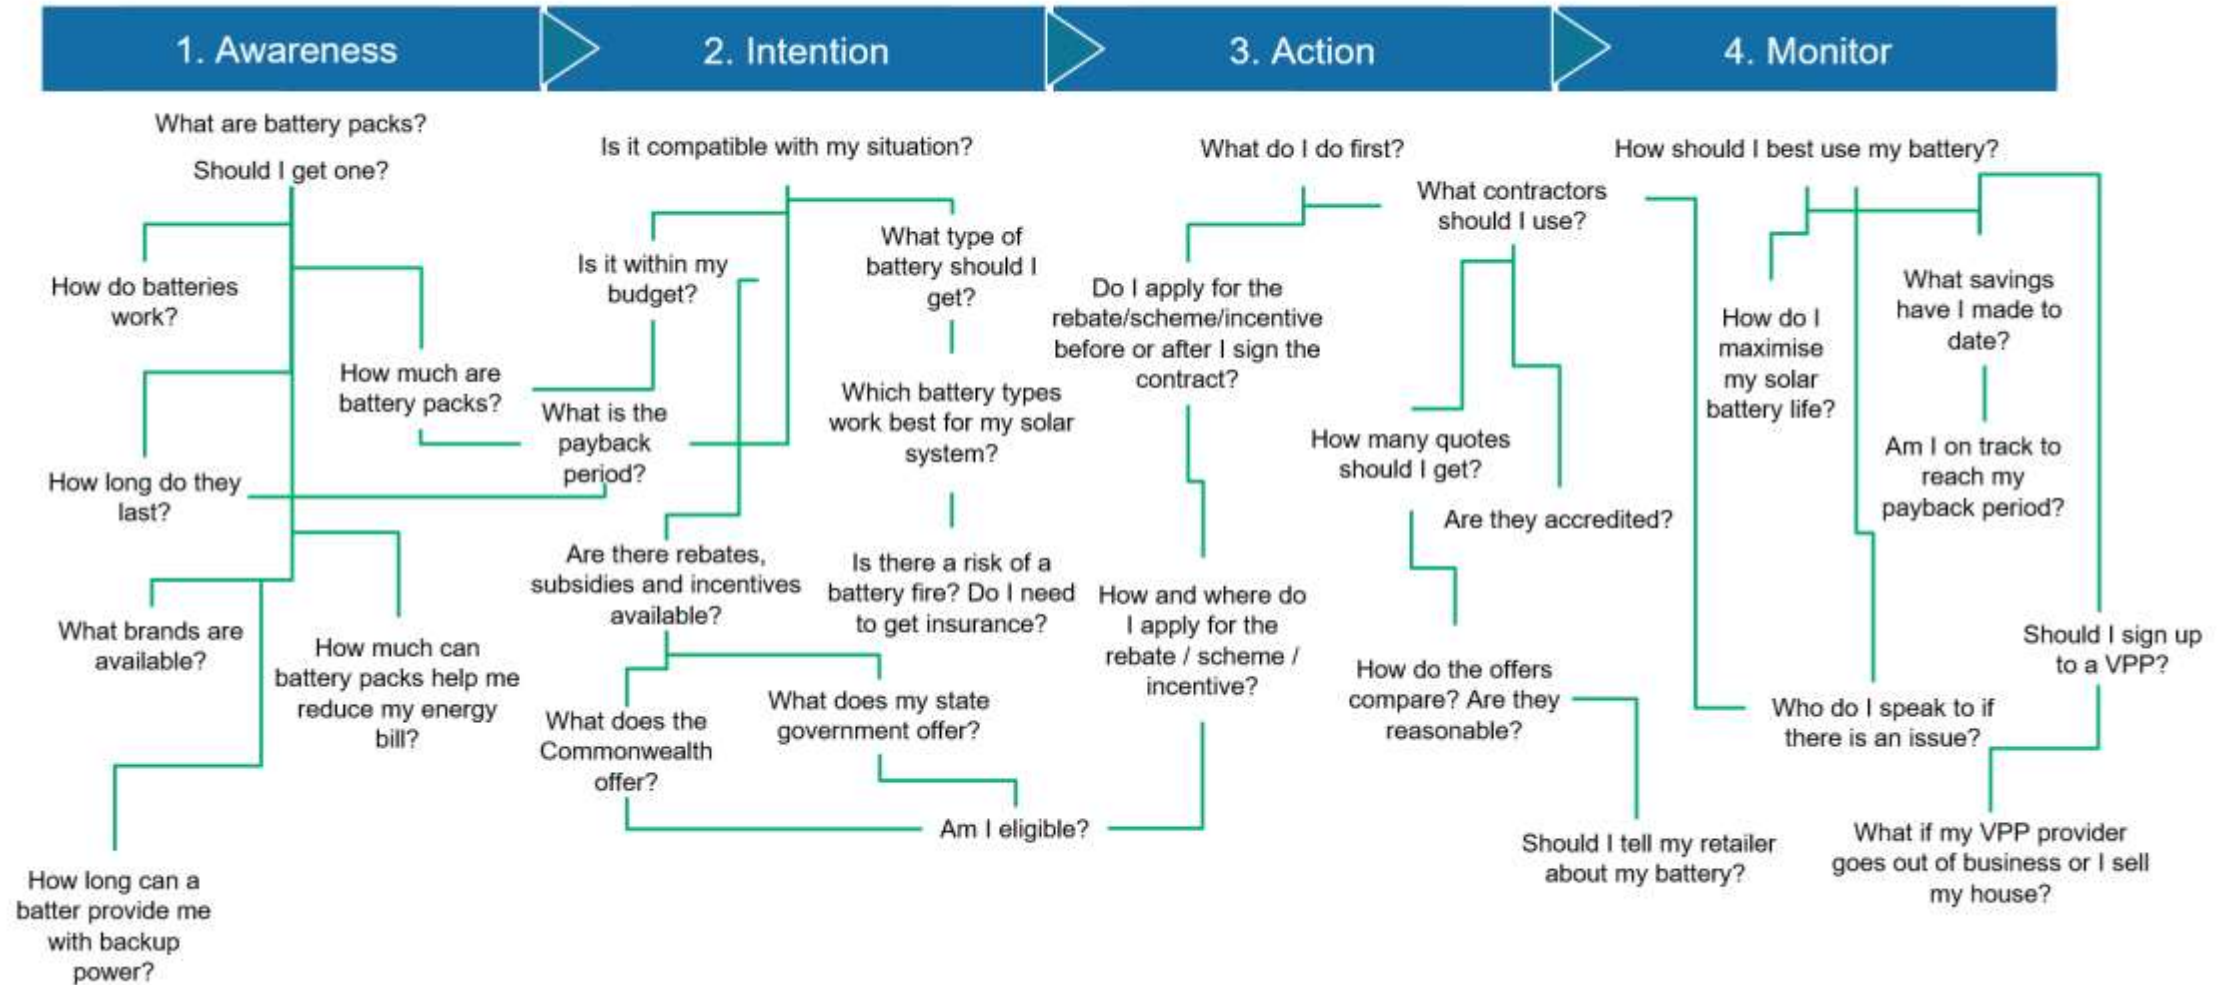 1. Awareness
2. Intention
3. Action
4. Monitor
What are battery packs?
Should I get one?
How do batteries
work?
How much are
battery packs?
How long do they
last?
What brands are
available?
How much can
battery packs help me
reduce my energy
bill?
How long can a
batter provide me
with backup
power?
Is it compatible with my situation?
Is it within my
budget?
What type of
battery should I
get?
What is the
payback
period?
Which battery types
work best for my solar
system?
Are there rebates,
subsidies and incentives
available?
Is there a risk of a
battery fire? Do I need
to get insurance?
What does the
Commonwealth
offer?
What does my state
government offer?
Am I eligible?
What do I do first?
What contractors
should I use?
Do I apply for the
rebate/scheme/incentive
before or after I sign the
contract?
How many quotes
should I get?
Are they accredited?
How and where do
I apply for the
rebate / scheme /
incentive?
How do the offers
compare? Are they
reasonable?
Should I tell my retailer
about my battery?
How should I best use my battery?
How do I
maximise
my solar
battery life?
What savings
have I made to
date?
Am I on track to
reach my
payback period?
Should I sign up
to a VPP?
Who do I speak to if
there is an issue?
What if my VPP provider
goes out of business or I sell
my house?